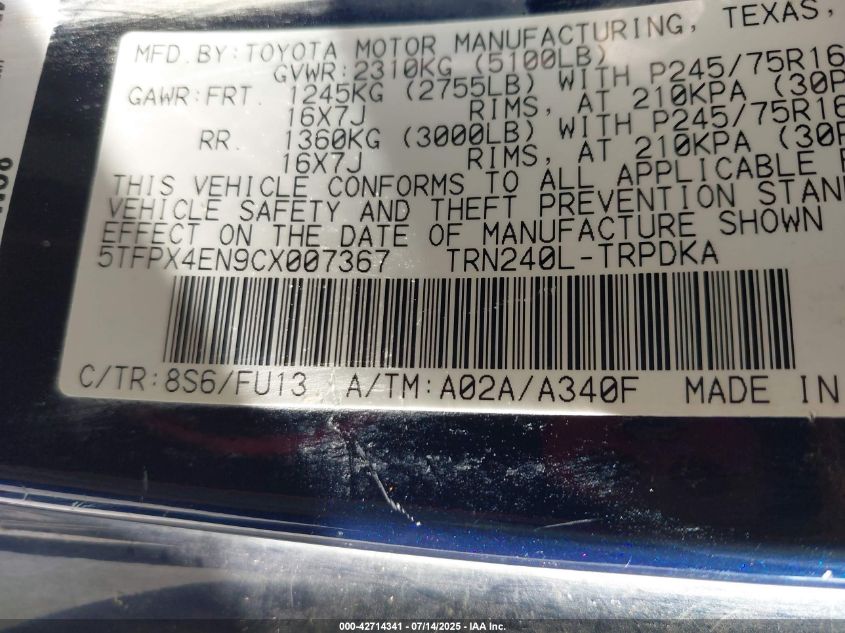 MFD. BY: TOYOTA MOTOR MANUFACTURING, TEXAS,
GVWR: 2310KG (5100LB)
GAWR: FRT. 1245KG (2755LB) WITH P245/75R16
16X7J RIMS, AT 210KPA (30P
RR. 1360KG (3000LB) WITH P245/75R16
16X7J RIMS, AT 210KPA (30P
THIS VEHICLE CONFORMS TO ALL APPLICABLE F
VEHICLE SAFETY AND THEFT PREVENTION STAN
EFFECT ON THE DATE OF MANUFACTURE SHOWN
5TFPX4EN9CX007367 TRN240L-TRPDKA
C/TR: 8S6/FU13 A/TM: A02A/A340F MADE IN
000-42714341 - 07/14/2025 - IAA Inc.